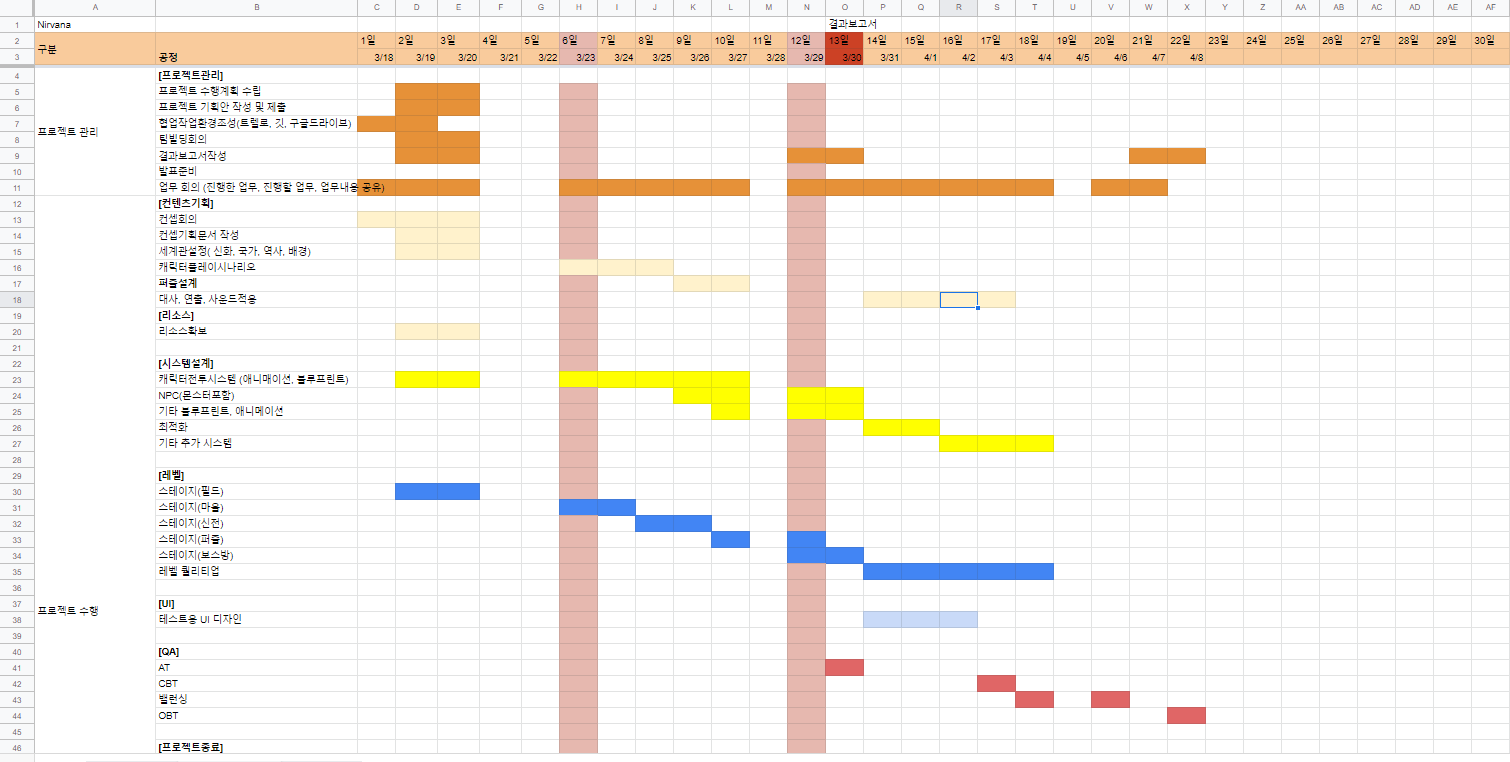 A B C D E F G H I J K L M N O P Q R S T U V W X Y Z AA AB AC AD AE AF
1 Nirvana 결과보고서
2 구분 1일 2일 3일 4일 5일 6일 7일 8일 9일 10일 11일 12일 13일 14일 15일 16일 17일 18일 19일 20일 21일 22일 23일 24일 25일 26일 27일 28일 29일 30일
3 공정 3/18 3/19 3/20 3/21 3/22 3/23 3/24 3/25 3/26 3/27 3/28 3/29 3/30 3/31 4/1 4/2 4/3 4/4 4/5 4/6 4/7 4/8
4 [프로젝트관리]
5 프로젝트 수행계획 수립
6 프로젝트 기획안 작성 및 제출
7 프로젝트 관리 협업작업환경조성(트렐로, 깃, 구글드라이브)
8 팀빌딩회의
9 결과보고서작성
10 발표준비
11 업무 회의 (진행한 업무, 진행할 업무, 업무내용 공유)
12 [컨텐츠기획]
13 컨셉회의
14 컨셉기획문서 작성
15 세계관설정( 신화, 국가, 역사, 배경)
16 캐릭터플레이시나리오
17 퍼즐설계
18 대사, 연출, 사운드적용
19 [리소스]
20 리소스확보
21
22 [시스템설계]
23 캐릭터전투시스템 (애니매이션, 블루프린트)
24 NPC(몬스터포함)
25 기타 블루프린트, 애니메이션
26 최적화
27 기타 추가 시스템
28
29 [레벨]
30 스테이지(필드)
31 스테이지(마을)
32 스테이지(신전)
33 스테이지(퍼즐)
34 스테이지(보스방)
35 레벨 퀄리티업
36
37 프로젝트 수행 [UI]
38 테스트용 UI 디자인
39
40 [QA]
41 AT
42 CBT
43 밸런싱
44 OBT
45
46 [프로젝트종료]